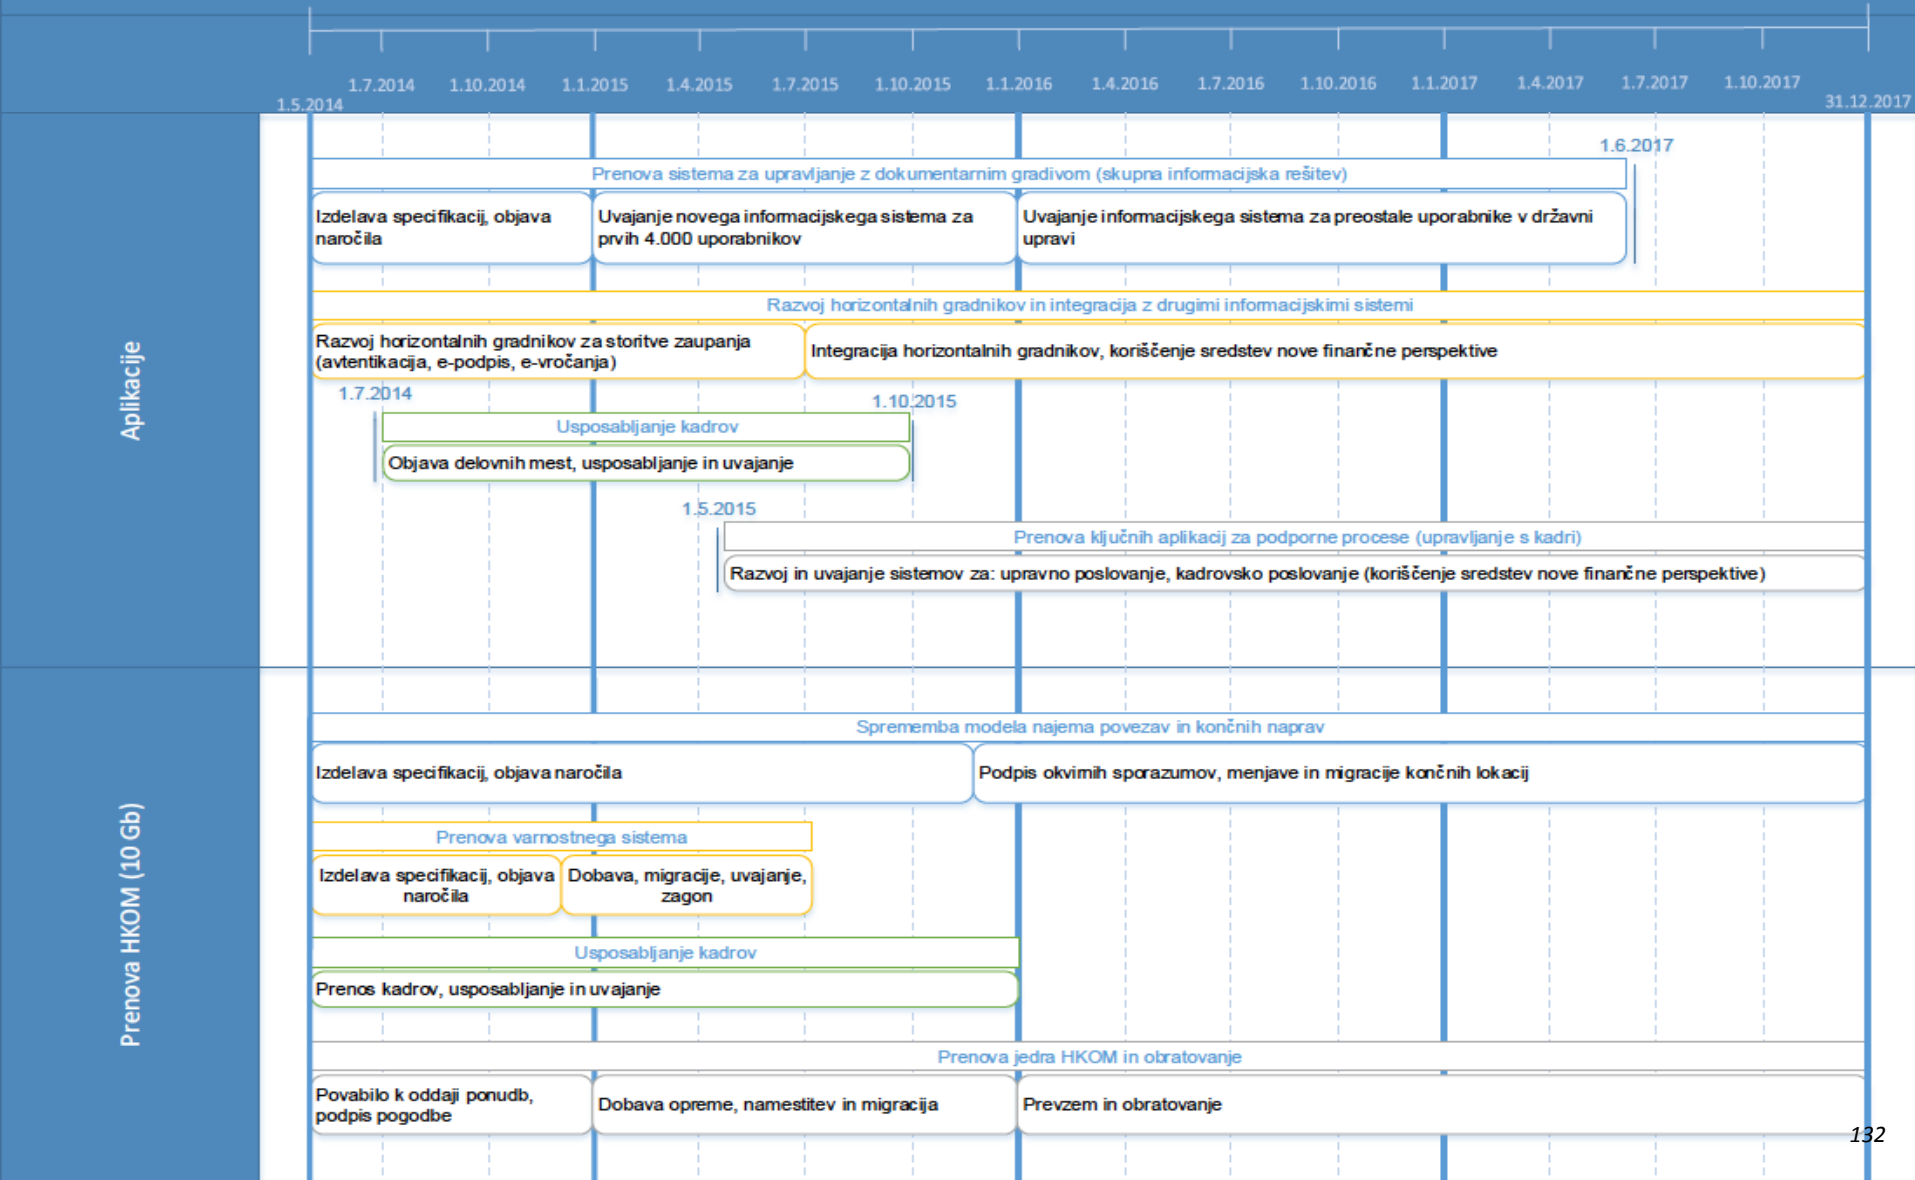 1.5.2014
1.7.2014
1.10.2014
1.1.2015
1.4.2015
1.7.2015
1.10.2015
1.1.2016
1.4.2016
1.7.2016
1.10.2016
1.1.2017
1.4.2017
1.7.2017
1.10.2017
31.12.2017
Aplikacije
1.6.2017
Prenova sistema za upravljanje z dokumentarnim gradivom (skupna informacijska rešitev)
Izdelava specifikacij, objava
naročila
Uvajanje novega informacijskega sistema za
prvih 4.000 uporabnikov
Uvajanje informacijskega sistema za preostale uporabnike v državni
upravi
Razvoj horizontalnih gradnikov in integracija z drugimi informacijskimi sistemi
Razvoj horizontalnih gradnikov za storitve zaupanja
(avtentikacija, e-podpis, e-vročanja)
Integracija horizontalnih gradnikov, koriščenje sredstev nove finančne perspektive
1.7.2014
1.10.2015
Usposabljanje kadrov
Objava delovnih mest, usposabljanje in uvajanje
1.5.2015
Prenova ključnih aplikacij za podporne procese (upravljanje s kadri)
Razvoj in uvajanje sistemov za: upravno poslovanje, kadrovsko poslovanje (koriščenje sredstev nove finančne perspektive)
Prenova HKOM (10 Gb)
Sprememba modela najema povezav in končnih naprav
Izdelava specifikacij, objava naročila
Podpis okvirnih sporazumov, menjave in migracije končnih lokacij
Prenova varnostnega sistema
Izdelava specifikacij, objava
naročila
Dobava, migracije, uvajanje,
zagon
Usposabljanje kadrov
Prenos kadrov, usposabljanje in uvajanje
Prenova jedra HKOM in obratovanje
Povabilo k oddaji ponudb,
podpis pogodbe
Dobava opreme, namestitev in migracija
Prevzem in obratovanje
132